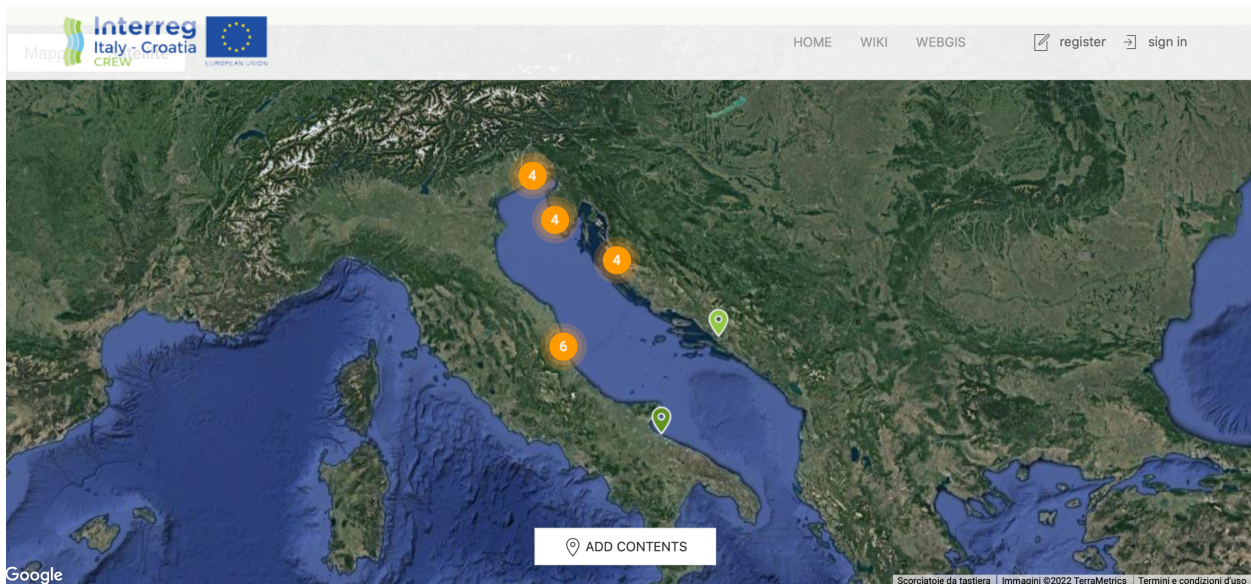 Interreg
Italy - Croatia
CREW
EUROPEAN UNION
HOME
WIKI
WEBGIS
register
sign in
4
4
4
6
ADD CONTENTS
Google
Scorciatoie da tastiera
Immagini ©2022 TerraMetrics
Termini e condizioni d'uso